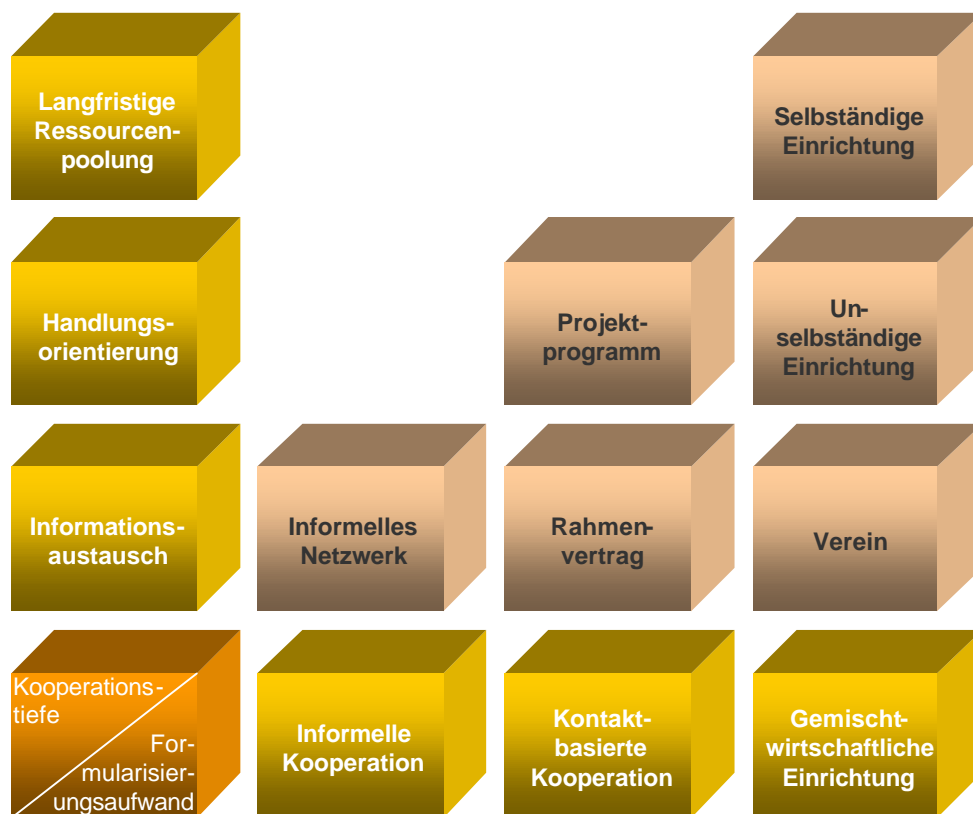 Langfristige
Ressourcen-
poolung
Selbständige
Einrichtung
Handlungs-
orientierung
Projekt-
programm
Un-
selbständige
Einrichtung
Informations-
austausch
Informelles
Netzwerk
Rahmen-
vertrag
Verein
Kooperations-
tiefe
For-
mularisier-
ungsaufwand
Informelle
Kooperation
Kontakt-
basierte
Kooperation
Gemischt-
wirtschaftliche
Einrichtung